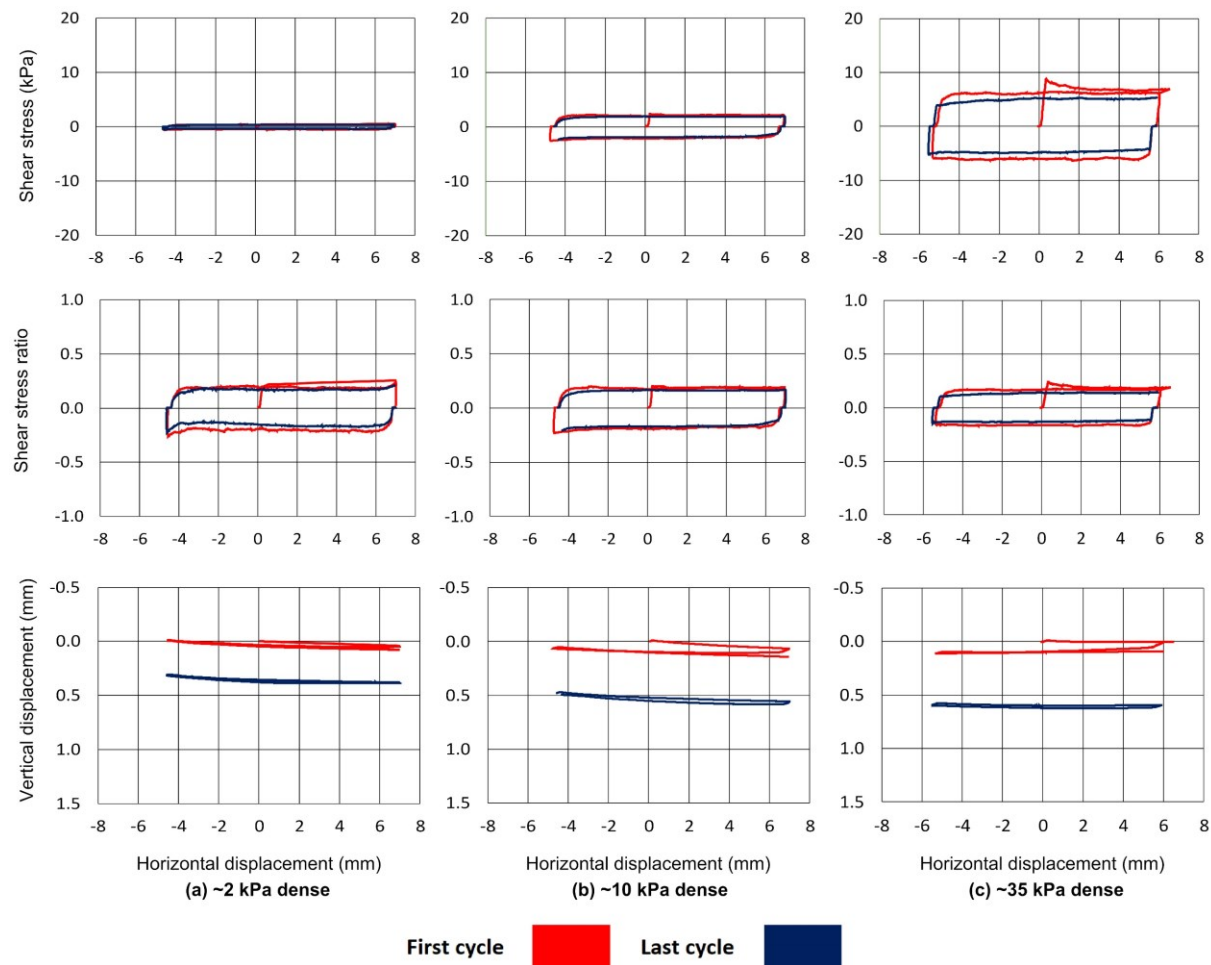 Shear stress (kPa)
20
10
0
-10
-20
-8 -6 -4 -2 0 2 4 6 8
20
10
0
-10
-20
-8 -6 -4 -2 0 2 4 6 8
20
10
0
-10
-20
-8 -6 -4 -2 0 2 4 6 8
Shear stress ratio
1.0
0.5
0.0
-0.5
-1.0
-8 -6 -4 -2 0 2 4 6 8
1.0
0.5
0.0
-0.5
-1.0
-8 -6 -4 -2 0 2 4 6 8
1.0
0.5
0.0
-0.5
-1.0
-8 -6 -4 -2 0 2 4 6 8
Vertical displacement (mm)
-0.5
0.0
0.5
1.0
1.5
-8 -6 -4 -2 0 2 4 6 8
-0.5
0.0
0.5
1.0
1.5
-8 -6 -4 -2 0 2 4 6 8
-0.5
0.0
0.5
1.0
1.5
-8 -6 -4 -2 0 2 4 6 8
Horizontal displacement (mm)
(a) ~2 kPa dense
Horizontal displacement (mm)
(b) ~10 kPa dense
Horizontal displacement (mm)
(c) ~35 kPa dense
First cycle Last cycle